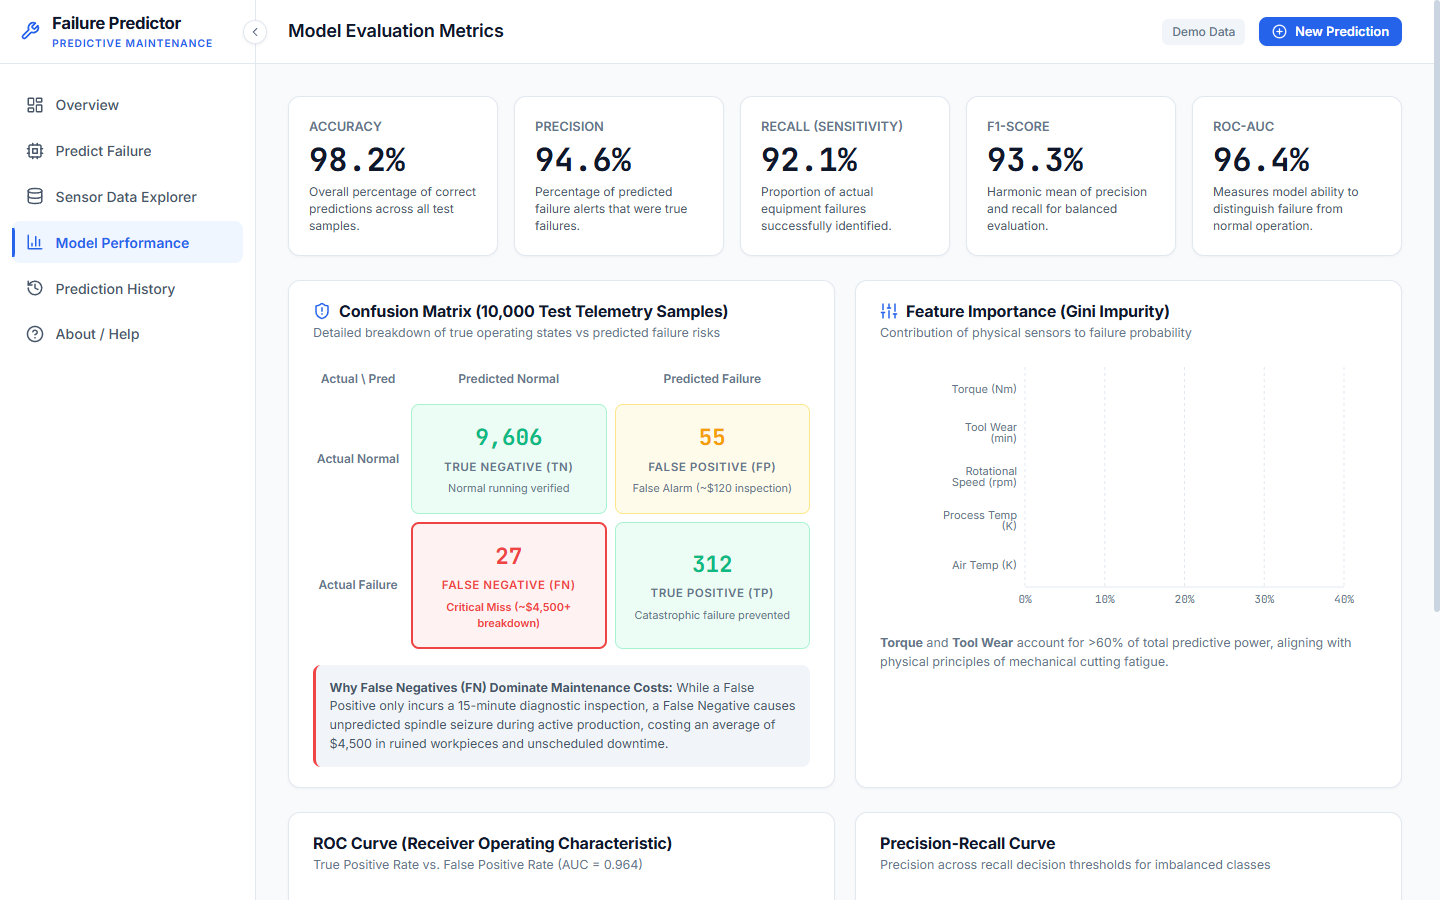 Failure Predictor
PREDICTIVE MAINTENANCE
Overview
Predict Failure
Sensor Data Explorer
Model Performance
Prediction History
About / Help
Model Evaluation Metrics
Demo Data
New Prediction
ACCURACY
98.2%
Overall percentage of correct
predictions across all test
samples.
PRECISION
94.6%
Percentage of predicted
failure alerts that were true
failures.
RECALL (SENSITIVITY)
92.1%
Proportion of actual
equipment failures
successfully identified.
F1-SCORE
93.3%
Harmonic mean of precision
and recall for balanced
evaluation.
ROC-AUC
96.4%
Measures model ability to
distinguish failure from
normal operation.
Confusion Matrix (10,000 Test Telemetry Samples)
Detailed breakdown of true operating states vs predicted failure risks
Actual \ Pred
Predicted Normal
Predicted Failure
Actual Normal
9,606
TRUE NEGATIVE (TN)
Normal running verified
55
FALSE POSITIVE (FP)
False Alarm (~$120 inspection)
Actual Failure
27
FALSE NEGATIVE (FN)
Critical Miss (~$4,500+
breakdown)
312
TRUE POSITIVE (TP)
Catastrophic failure prevented
Why False Negatives (FN) Dominate Maintenance Costs: While a False
Positive only incurs a 15-minute diagnostic inspection, a False Negative causes
unpredicted spindle seizure during active production, costing an average of
$4,500 in ruined workpieces and unscheduled downtime.
Feature Importance (Gini Impurity)
Contribution of physical sensors to failure probability
Torque (Nm)
Tool Wear
(min)
Rotational
Speed (rpm)
Process Temp
(K)
Air Temp (K)
0%
10%
20%
30%
40%
Torque and Tool Wear account for >60% of total predictive power, aligning with
physical principles of mechanical cutting fatigue.
ROC Curve (Receiver Operating Characteristic)
True Positive Rate vs. False Positive Rate (AUC = 0.964)
Precision-Recall Curve
Precision across recall decision thresholds for imbalanced classes